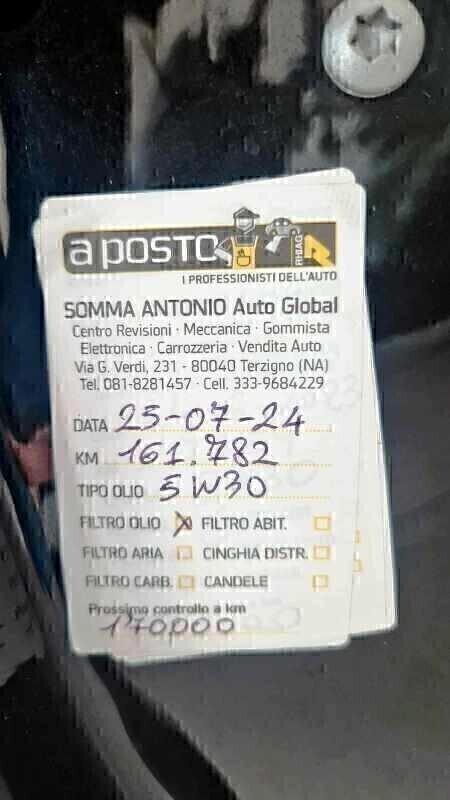 a posto
RHIAG
I PROFESSIONISTI DELL'AUTO
SOMMA ANTONIO Auto Global
Centro Revisioni · Meccanica · Gommista
Elettronica · Carrozzeria · Vendita Auto
Via G. Verdi, 231 - 80040 Terzigno (NA)
Tel. 081-8281457 · Cell. 333-9684229
DATA 25-07-24
KM 161.782
TIPO OLIO 5W30
FILTRO OLIO X FILTRO ABIT.
FILTRO ARIA CINGHIA DISTR.
FILTRO CARB. CANDELE
Prossimo controllo a km
170000